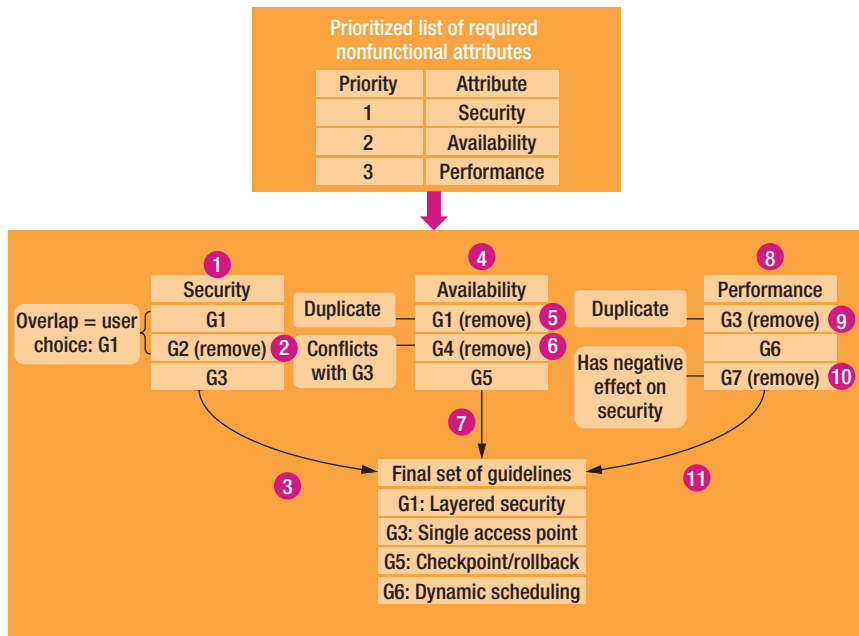 Prioritized list of required
nonfunctional attributes
Priority Attribute
1 Security
2 Availability
3 Performance
1
Security
G1
G2 (remove) 2
G3
Overlap = user
choice: G1
3
4
Availability
G1 (remove) 5
G4 (remove) 6
G5
Duplicate
Conflicts
with G3
7
8
Performance
G3 (remove) 9
G6
G7 (remove) 10
Duplicate
Has negative
effect on
security
11
Final set of guidelines
G1: Layered security
G3: Single access point
G5: Checkpoint/rollback
G6: Dynamic scheduling